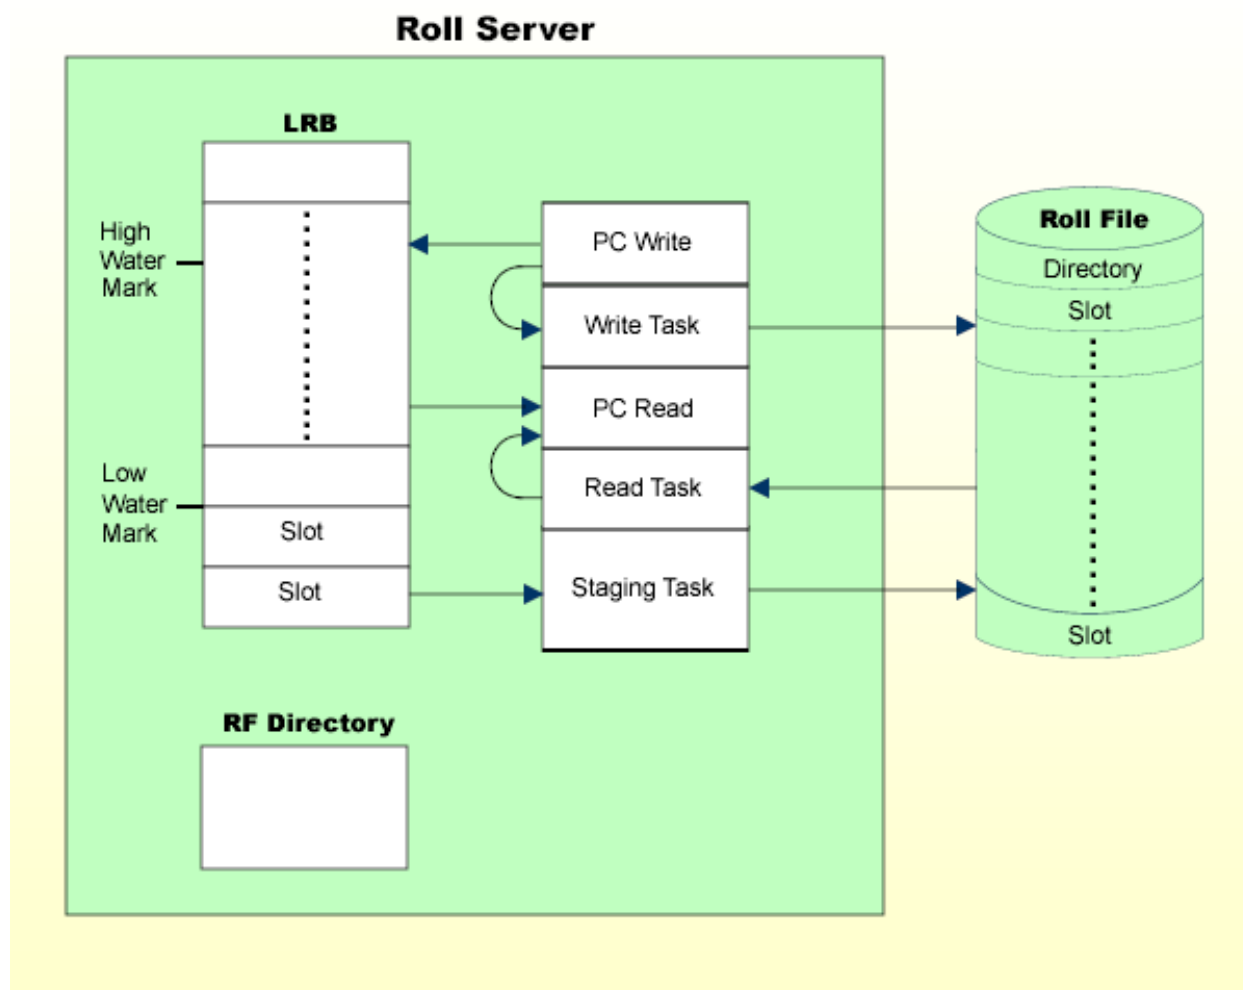 Roll Server
LRB
High
Water
Mark
Low
Water
Mark
Slot
Slot
PC Write
Write Task
PC Read
Read Task
Staging Task
Roll File
Directory
Slot
Slot
RF Directory